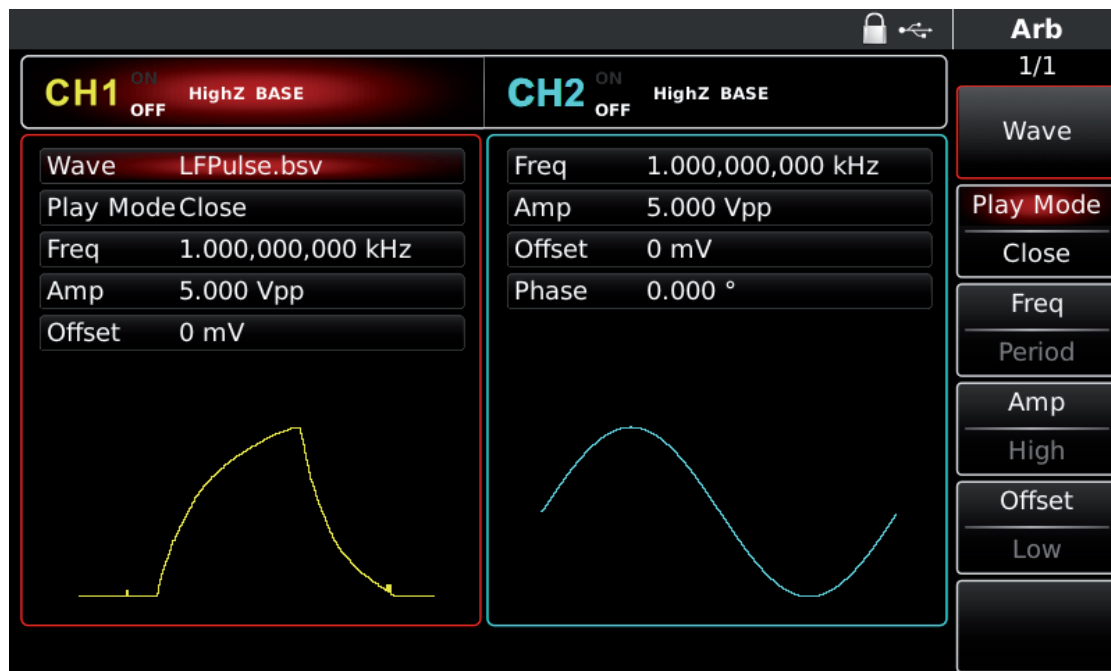 Arb
1/1
CH1 ON OFF HighZ BASE
CH2 ON OFF HighZ BASE
Wave LFPulse.bsv
Play Mode Close
Freq 1.000,000,000 kHz
Amp 5.000 Vpp
Offset 0 mV
Freq 1.000,000,000 kHz
Amp 5.000 Vpp
Offset 0 mV
Phase 0.000 °
Wave
Play Mode
Close
Freq
Period
Amp
High
Offset
Low